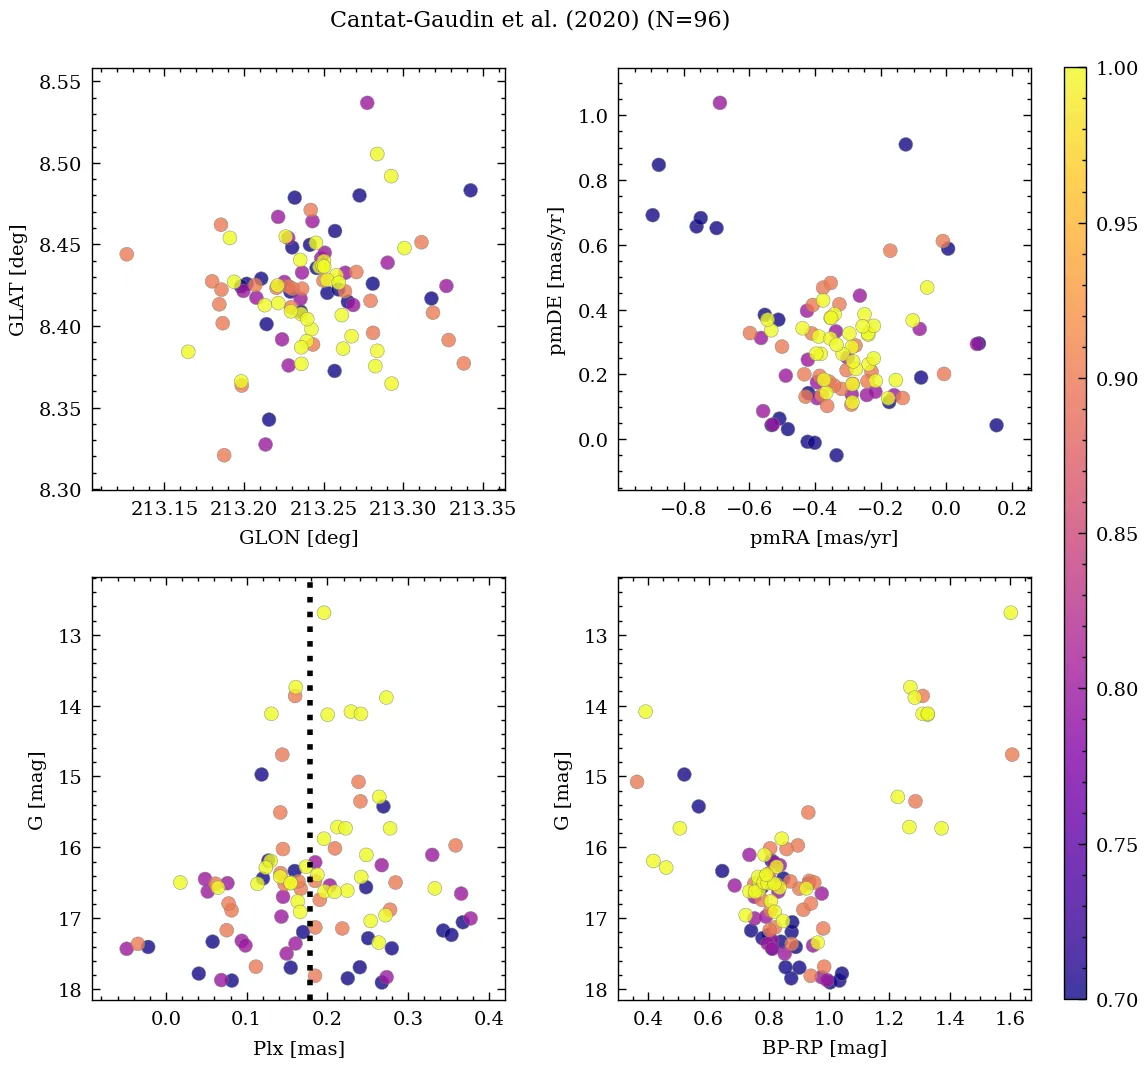 Cantat-Gaudin et al. (2020) (N=96)
8.55
8.50
8.45
8.40
8.35
8.30
GLAT [deg]
213.15 213.20 213.25 213.30 213.35
GLON [deg]
1.0
0.8
0.6
0.4
0.2
0.0
pmDE [mas/yr]
−0.8 −0.6 −0.4 −0.2 0.0 0.2
pmRA [mas/yr]
13
14
15
16
17
18
G [mag]
0.0 0.1 0.2 0.3 0.4
Plx [mas]
13
14
15
16
17
18
G [mag]
0.4 0.6 0.8 1.0 1.2 1.4 1.6
BP-RP [mag]
1.00
0.95
0.90
0.85
0.80
0.75
0.70